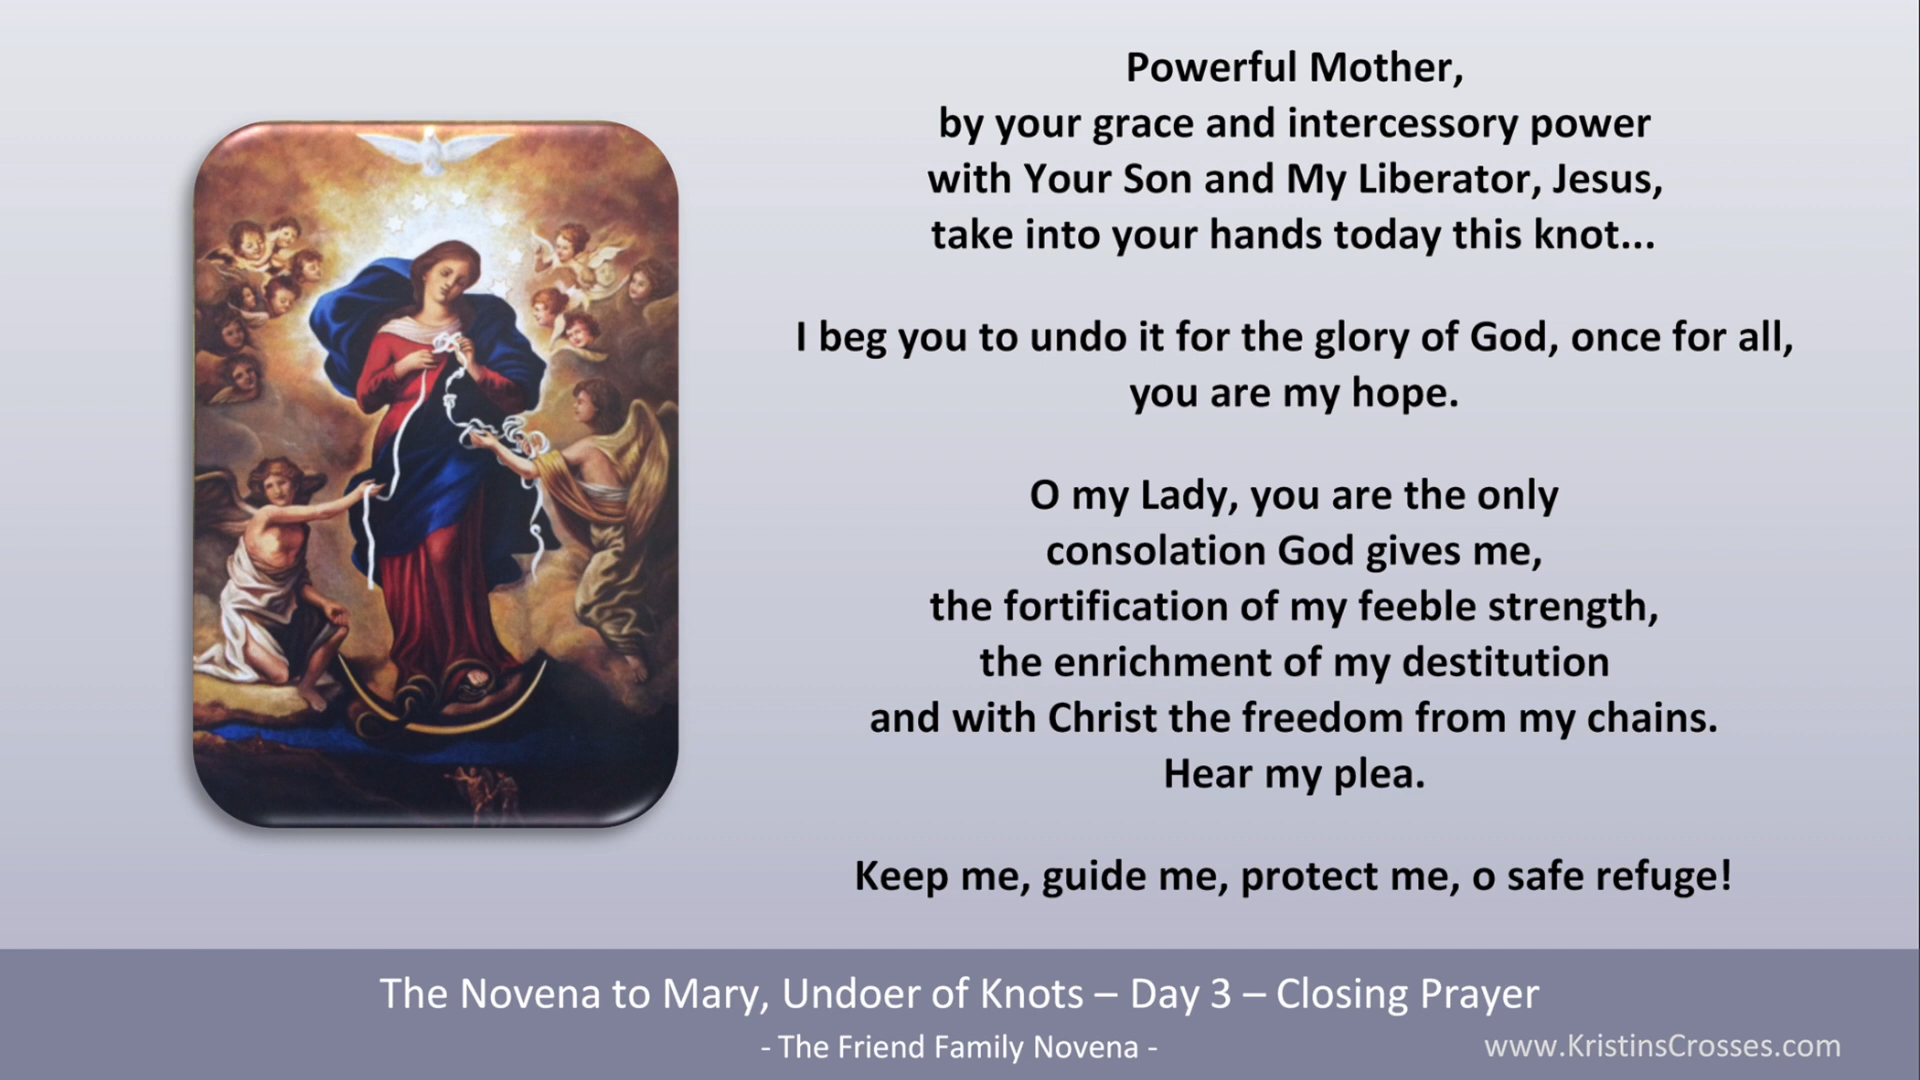 Powerful Mother,
by your grace and intercessory power
with Your Son and My Liberator, Jesus,
take into your hands today this knot...
I beg you to undo it for the glory of God, once for all,
you are my hope.
O my Lady, you are the only
consolation God gives me,
the fortification of my feeble strength,
the enrichment of my destitution
and with Christ the freedom from my chains.
Hear my plea.
Keep me, guide me, protect me, o safe refuge!
The Novena to Mary, Undoer of Knots – Day 3 – Closing Prayer
- The Friend Family Novena -
www.KristinsCrosses.com